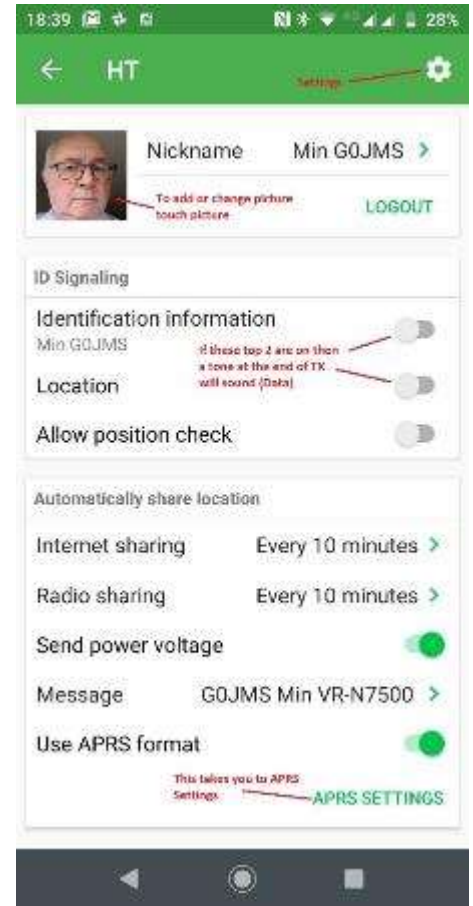 18:39 28%
HT
Settings
Nickname Min G0JMS >
To add or change picture
touch picture
LOGOUT
ID Signaling
Identification information
Min G0JMS
If these top 2 are on then
a tone at the end of TX
will sound (Data)
Location
Allow position check
Automatically share location
Internet sharing Every 10 minutes >
Radio sharing Every 10 minutes >
Send power voltage
Message G0JMS Min VR-N7500 >
Use APRS format
This takes you to APRS
Settings
APRS SETTINGS